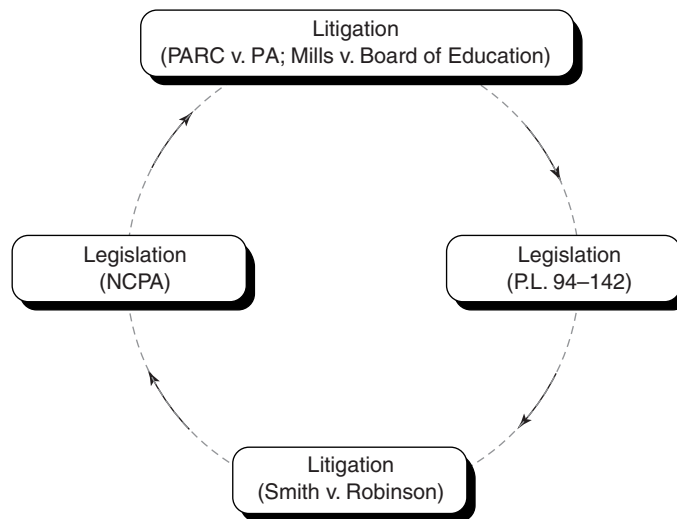 Litigation
(PARC v. PA; Mills v. Board of Education)
Legislation
(NCPA)
Legislation
(P.L. 94–142)
Litigation
(Smith v. Robinson)